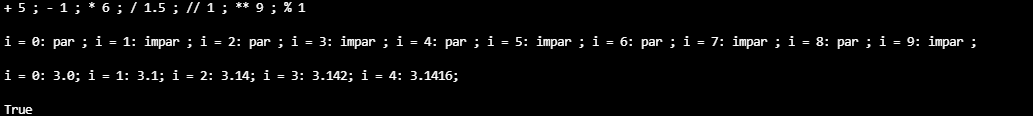 + 5 ; - 1 ; * 6 ; / 1.5 ; // 1 ; ** 9 ; % 1
i = 0: par ; i = 1: impar ; i = 2: par ; i = 3: impar ; i = 4: par ; i = 5: impar ; i = 6: par ; i = 7: impar ; i = 8: par ; i = 9: impar ;
i = 0: 3.0; i = 1: 3.1; i = 2: 3.14; i = 3: 3.142; i = 4: 3.1416;
True